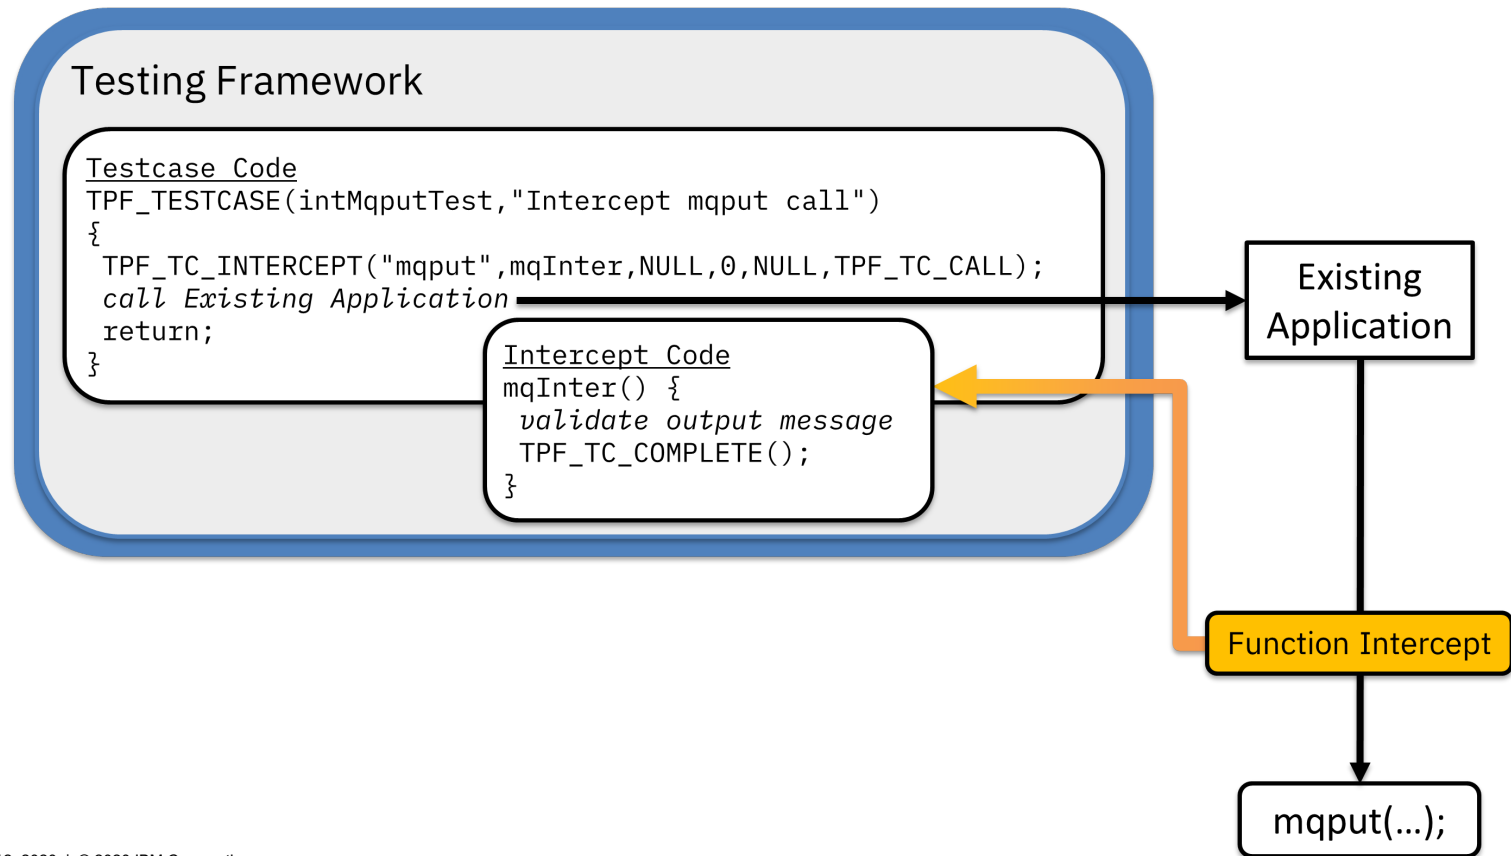 Testing Framework
Testcase Code
TPF_TESTCASE(intMqputTest,"Intercept mqput call")
{
TPF_TC_INTERCEPT("mqput",mqInter,NULL,0,NULL,TPF_TC_CALL);
call Existing Application
return;
}
Intercept Code
mqInter() {
validate output message
TPF_TC_COMPLETE();
}
Existing
Application
Function Intercept
mqput(…);